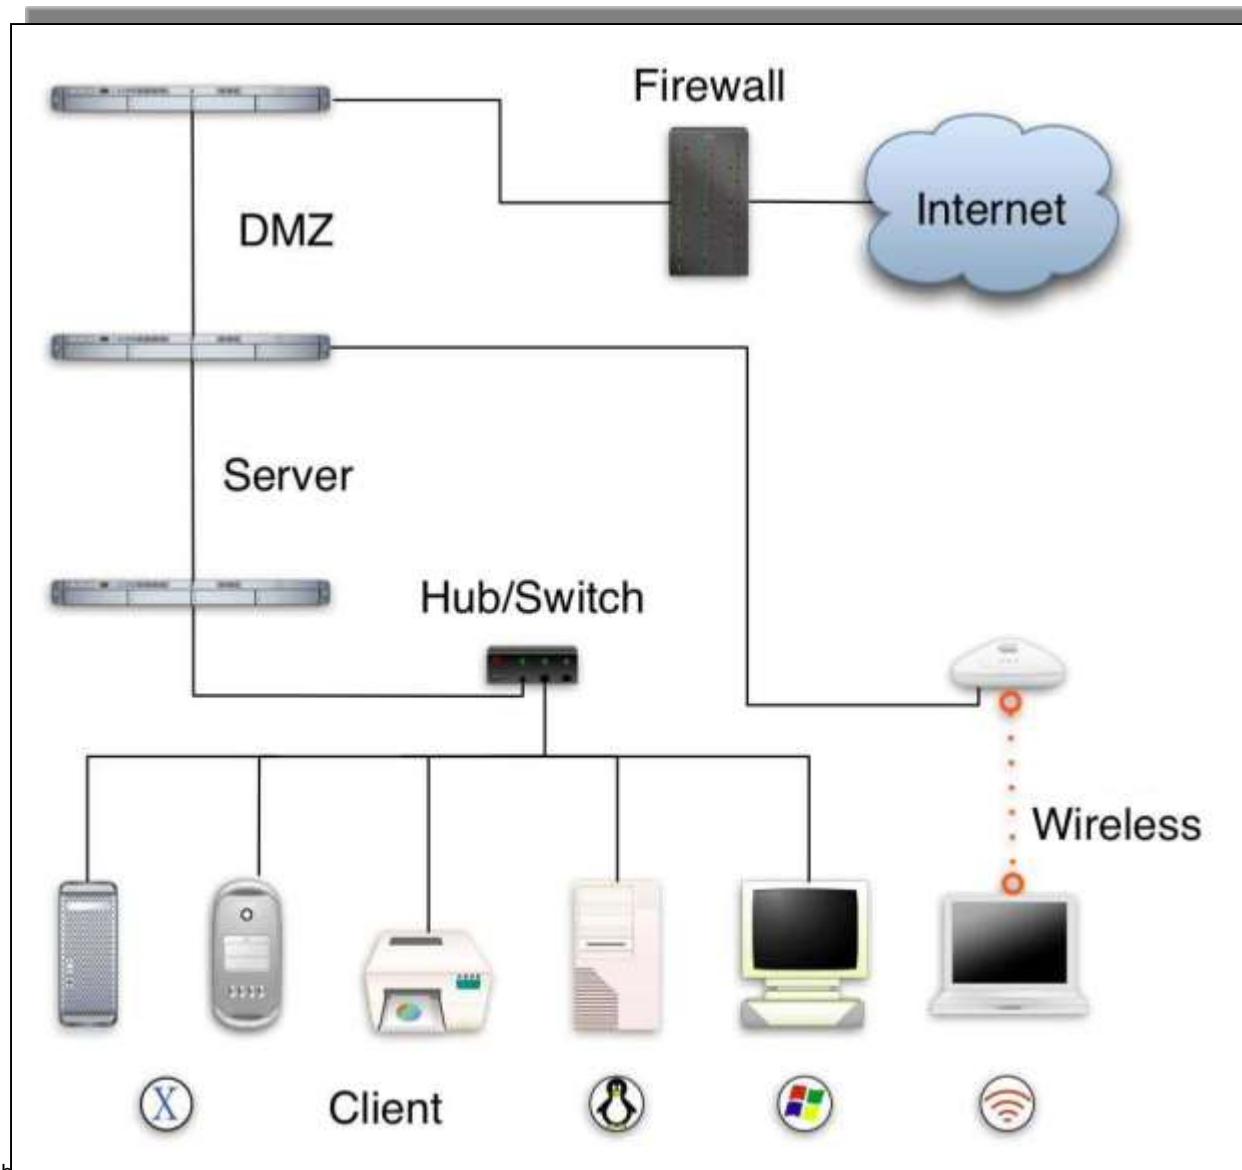 Firewall
Internet
DMZ
Server
Hub/Switch
Wireless
X
Client